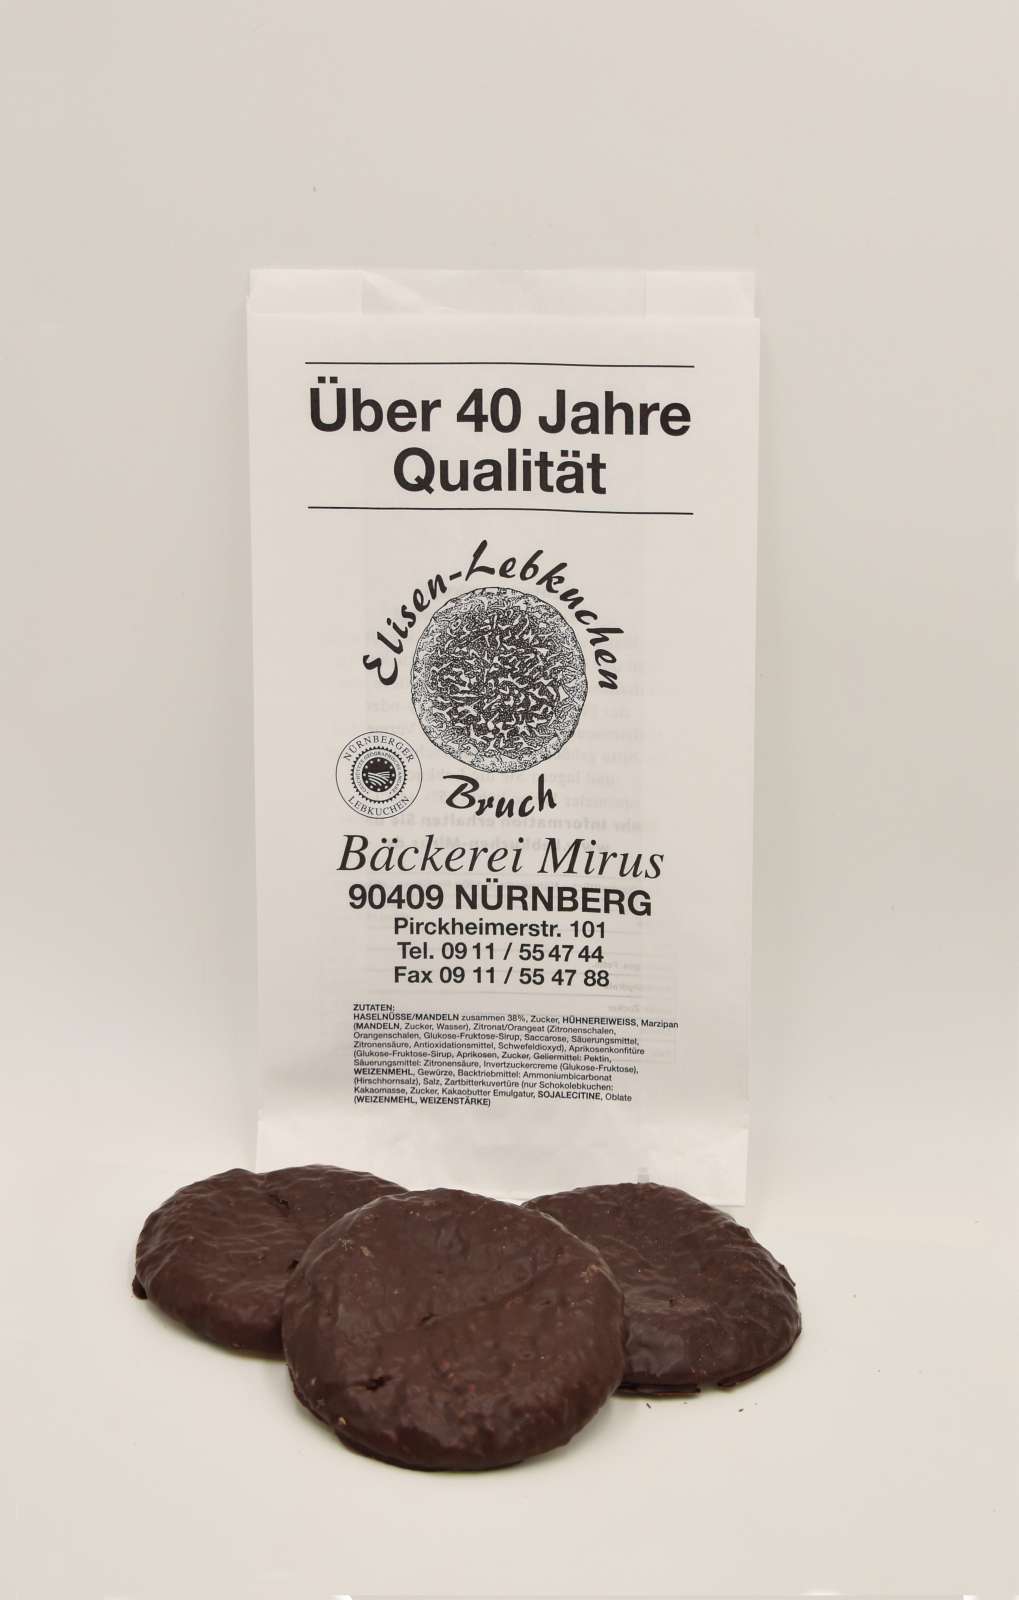 Über 40 Jahre
Qualität
Elisen-Lebkuchen
NÜRNBERGER
LEBKUCHEN
Bruch
Bäckerei Mirus
90409 NÜRNBERG
Pirckheimerstr. 101
Tel. 09 11 / 55 47 44
Fax 09 11 / 55 47 88
ZUTATEN:
HASELNÜSSE/MANDELN zusammen 38%, Zucker, HÜHNEREIWEISS, Marzipan
(MANDELN, Zucker, Wasser), Zitronat/Orangeat (Zitronenschalen,
Orangenschalen, Glukose-Fruktose-Sirup, Saccarose, Säuerungsmittel,
Zitronensäure, Antioxidationsmittel, Schwefeldioxyd), Aprikosenkonfitüre
(Glukose-Fruktose-Sirup, Aprikosen, Zucker, Geliermittel: Pektin,
Säuerungsmittel: Zitronensäure, Invertzuckercreme (Glukose-Fruktose),
WEIZENMEHL, Gewürze, Backtriebmittel: Ammoniumbicarbonat
(Hirschhornsalz), Salz, Zartbitterkuvertüre (nur Schokolebkuchen:
Kakaomasse, Zucker, Kakaobutter Emulgatur, SOJALECITINE, Oblate
(WEIZENMEHL, WEIZENSTÄRKE)